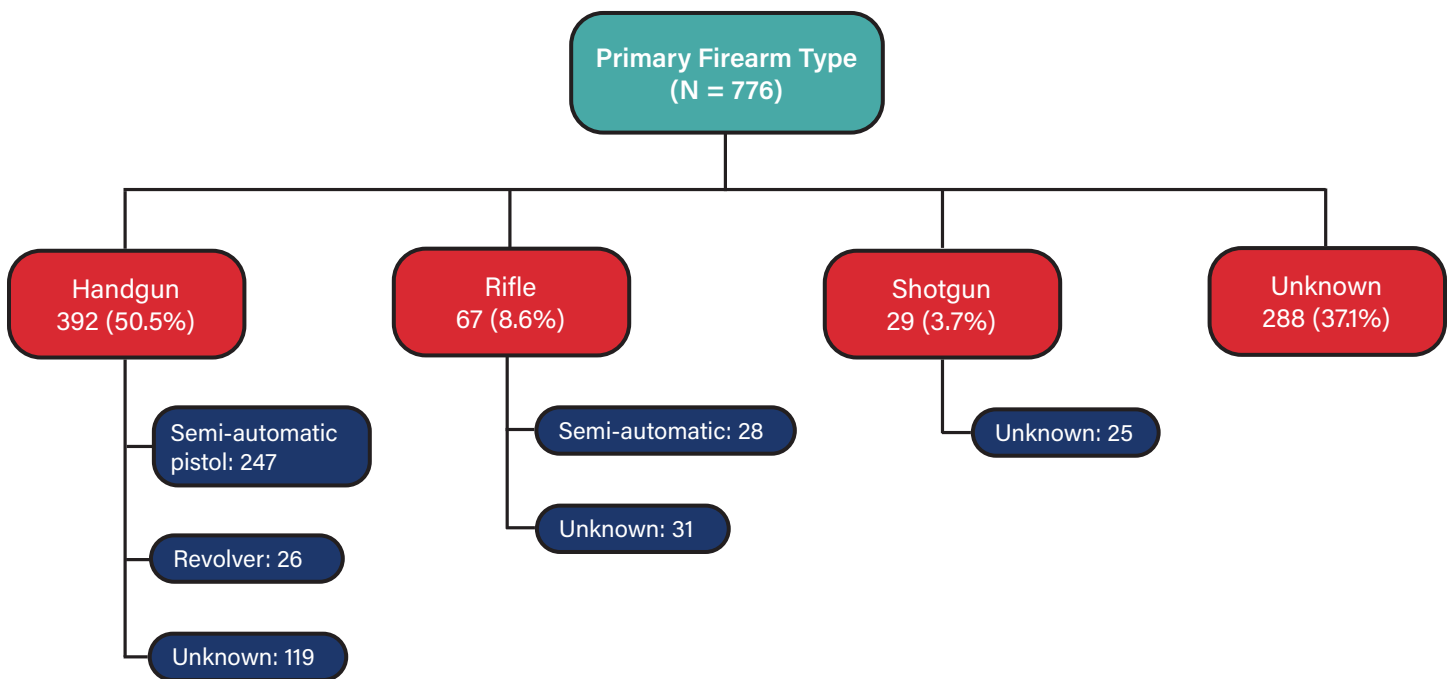 Primary Firearm Type
(N = 776)
Handgun
392 (50.5%)
Rifle
67 (8.6%)
Shotgun
29 (3.7%)
Unknown
288 (37.1%)
Semi-automatic
pistol: 247
Revolver: 26
Unknown: 119
Semi-automatic: 28
Unknown: 31
Unknown: 25